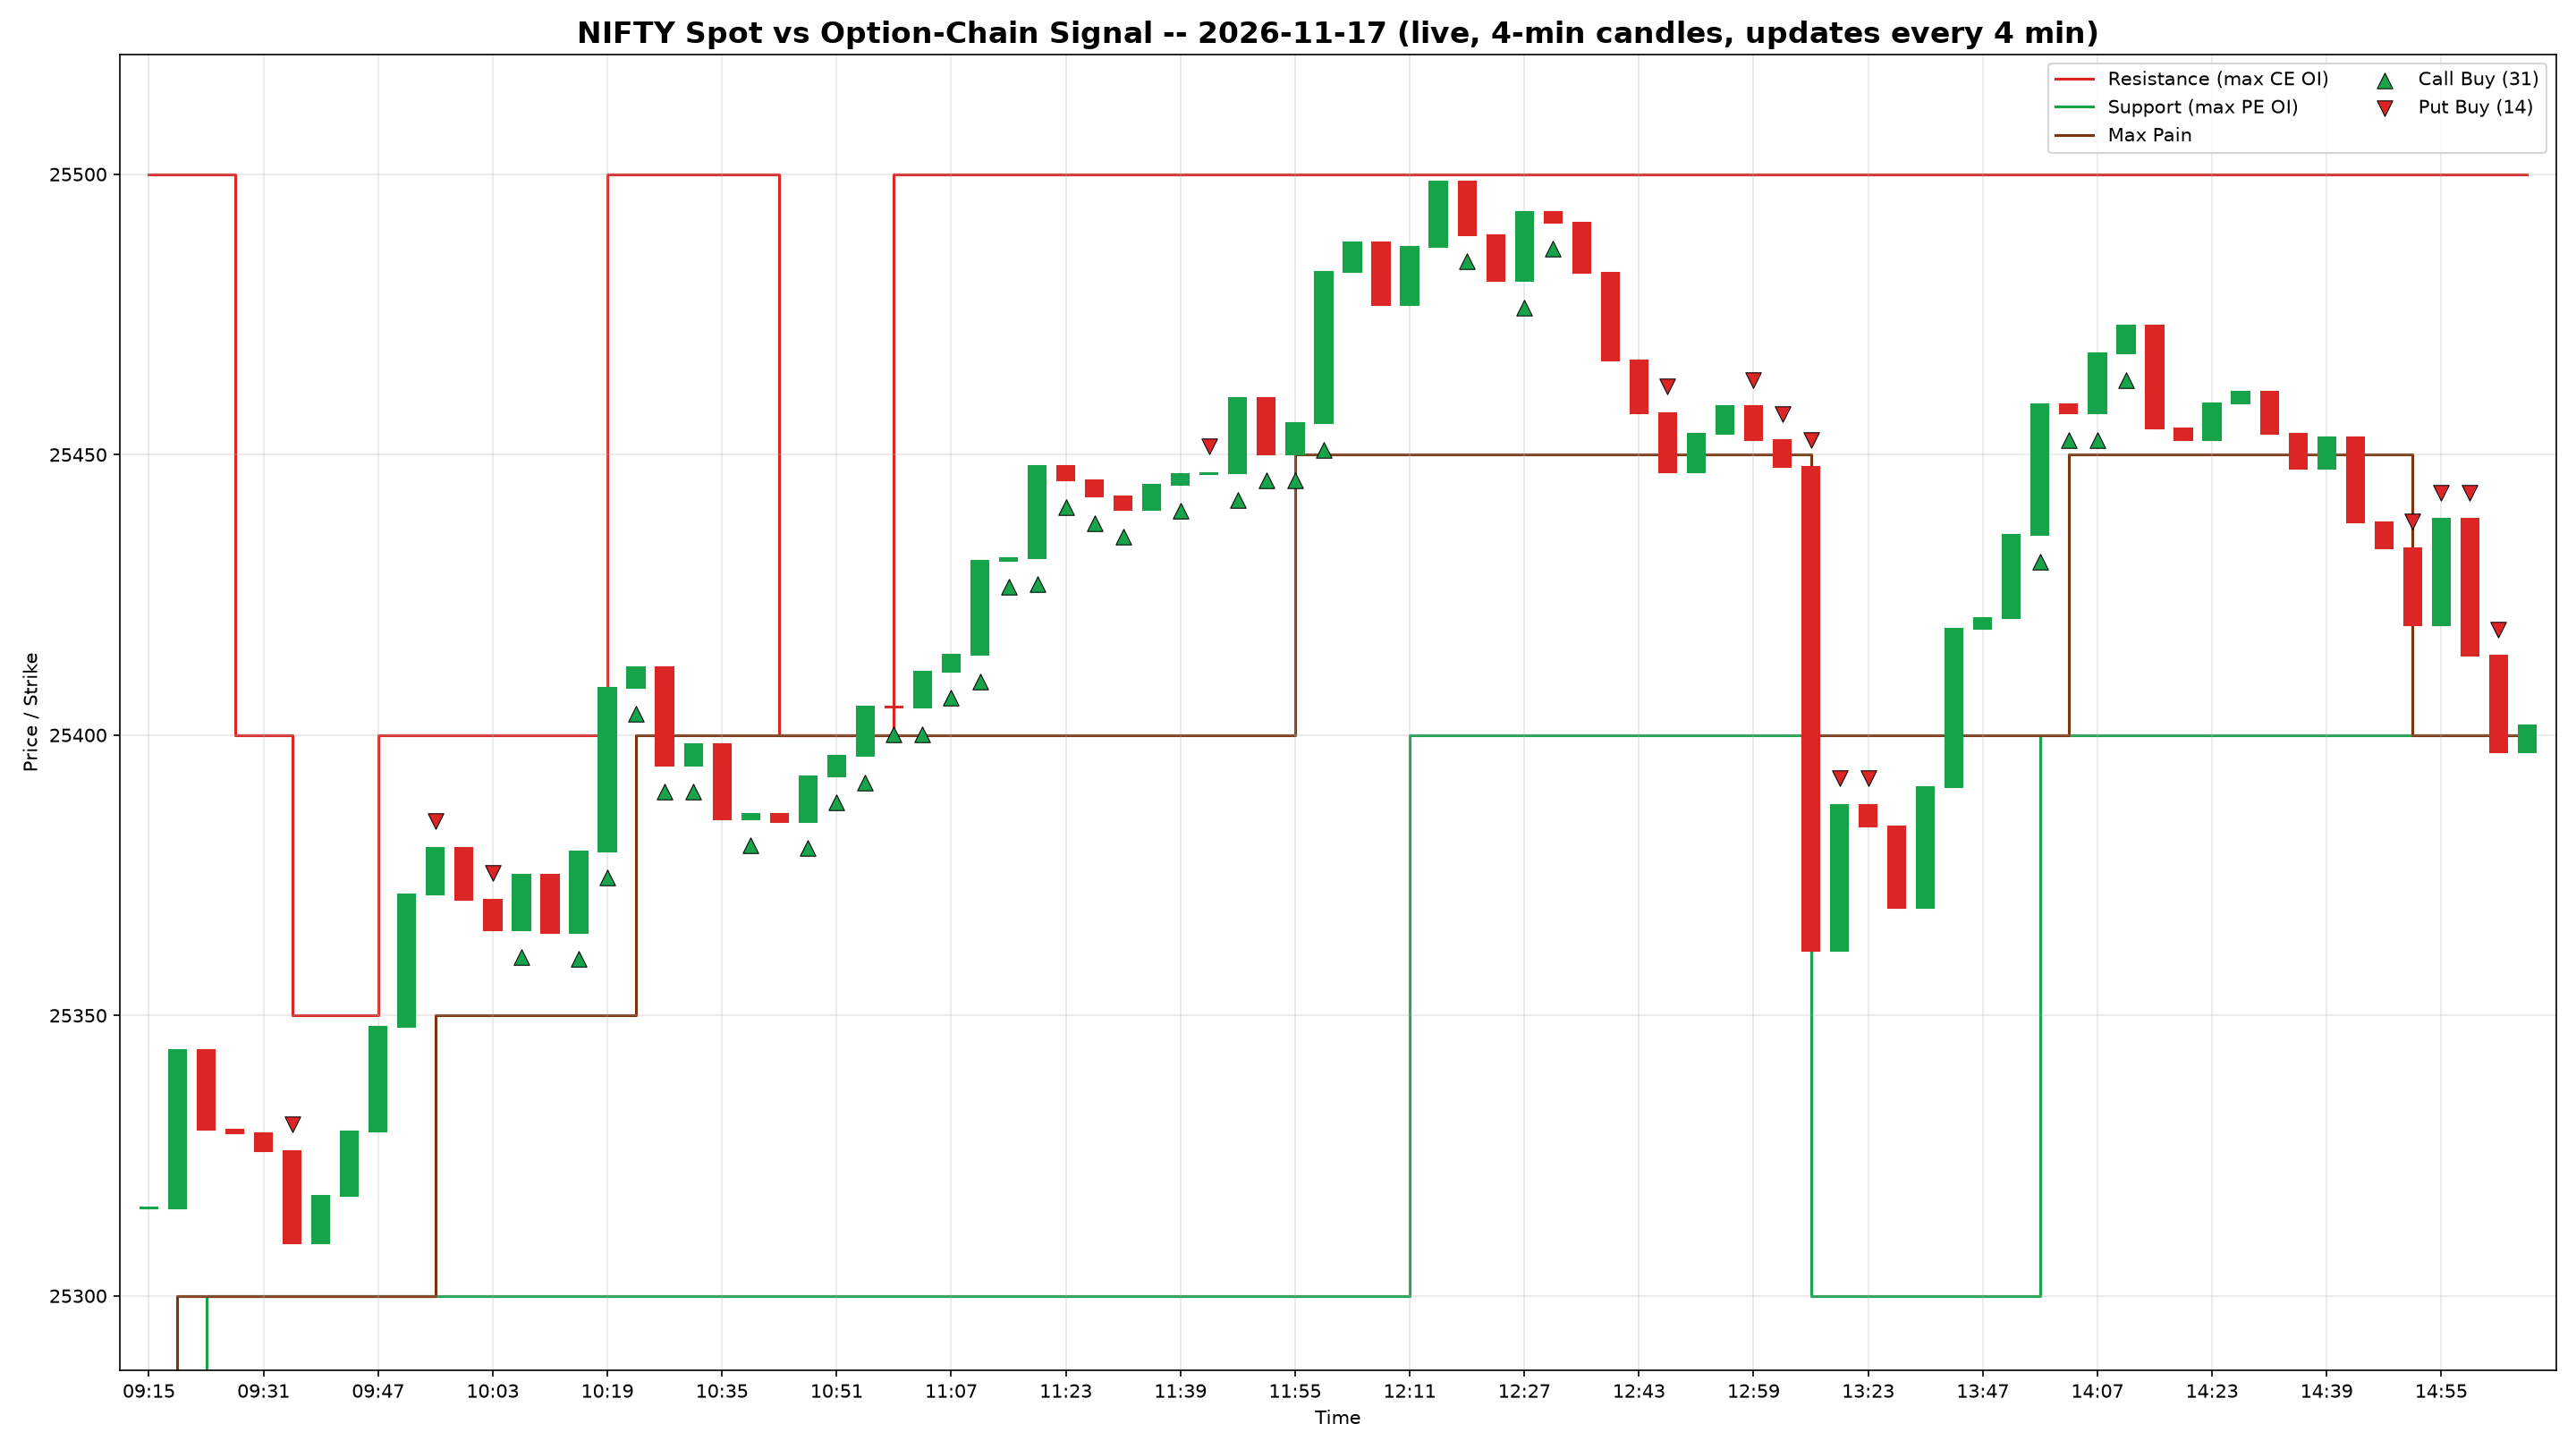 NIFTY Spot vs Option-Chain Signal -- 2026-11-17 (live, 4-min candles, updates every 4 min)
Resistance (max CE OI)
Support (max PE OI)
Max Pain
Call Buy (31)
Put Buy (14)
Price / Strike
25500
25450
25400
25350
25300
09:15 09:31 09:47 10:03 10:19 10:35 10:51 11:07 11:23 11:39 11:55 12:11 12:27 12:43 12:59 13:23 13:47 14:07 14:23 14:39 14:55
Time